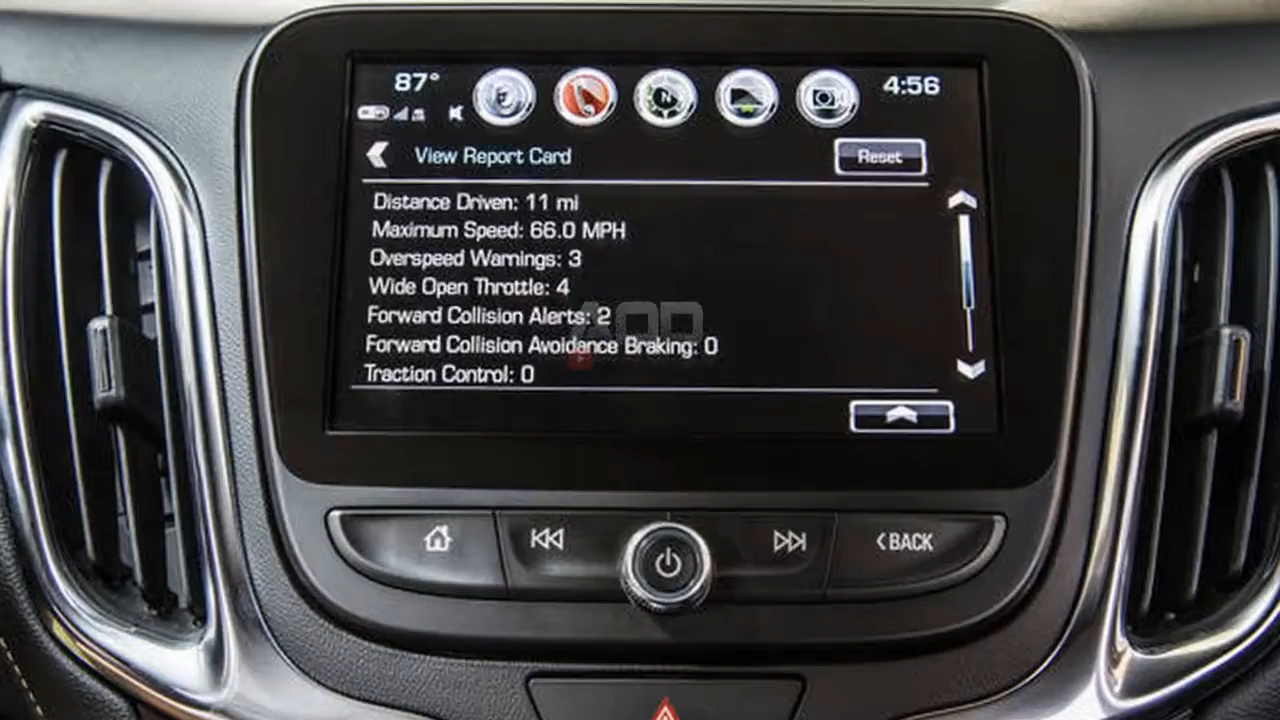 87°
4:56
N
View Report Card
Reset
Distance Driven: 11 mi
Maximum Speed: 66.0 MPH
Overspeed Warnings: 3
Wide Open Throttle: 4
Forward Collision Alerts: 2
Forward Collision Avoidance Braking: 0
Traction Control: 0
BACK